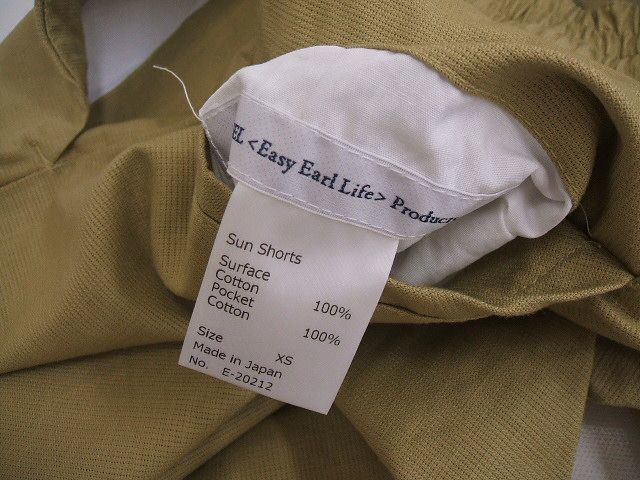 EL <Easy Earl Life> Product
Sun Shorts
Surface
Cotton 100%
Pocket
Cotton 100%
Size XS
Made in Japan
No. E-20212